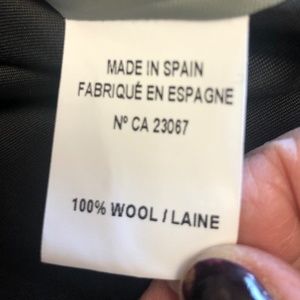 MADE IN SPAIN
FABRIQUÉ EN ESPAGNE
Nº CA 23067
100% WOOL / LAINE